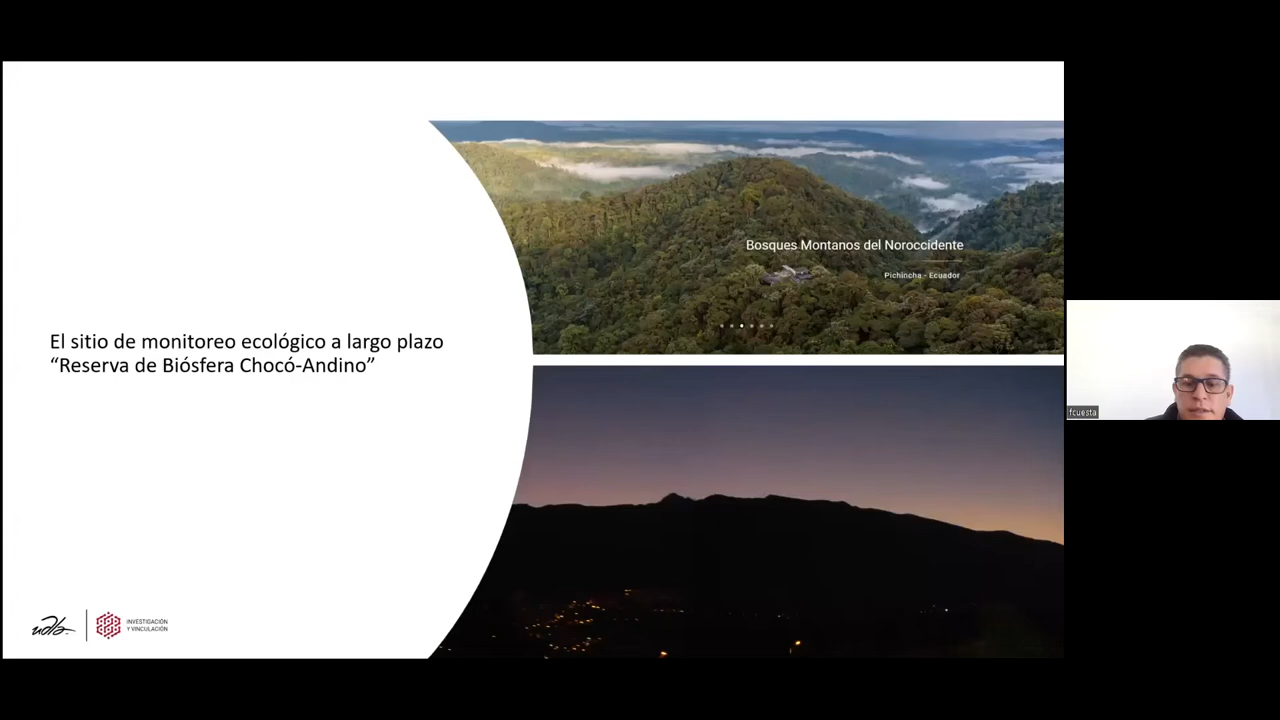 Bosques Montanos del Noroccidente
Pichincha - Ecuador
El sitio de monitoreo ecológico a largo plazo
“Reserva de Biósfera Chocó-Andino”
fcuesta
udla
INVESTIGACIÓN
Y VINCULACIÓN